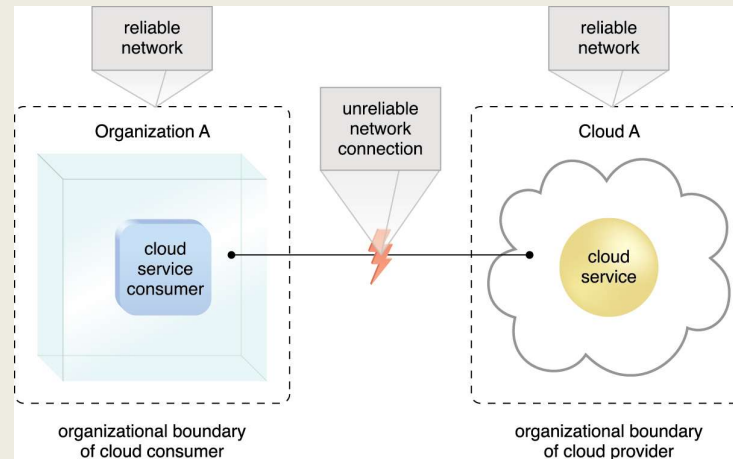 reliable
network
reliable
network
unreliable
network
connection
Organization A
Cloud A
cloud
service
consumer
cloud
service
organizational boundary
of cloud consumer
organizational boundary
of cloud provider